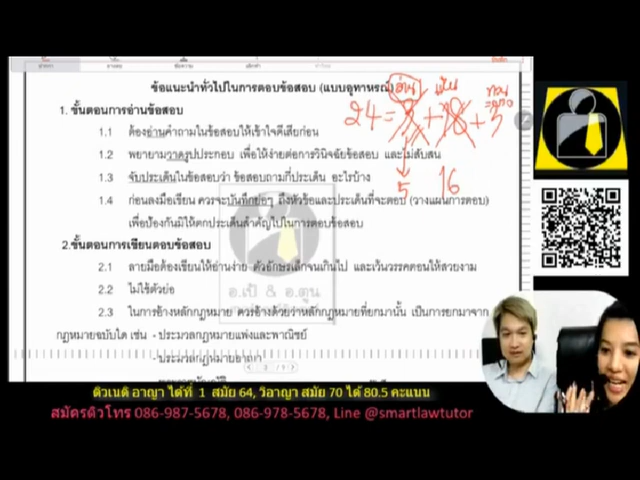 ข้อแนะนำทั่วไปในการตอบข้อสอบ (แบบอุทาหรณ์)
อ่าน
24 = + 18 + 3
5 16
1. ขั้นตอนการอ่านข้อสอบ
1.1 ต้องอ่านคำถามในข้อสอบให้เข้าใจดีเสียก่อน
1.2 พยายามวาดรูปประกอบ เพื่อให้ง่ายต่อการวินิจฉัยข้อสอบ และไม่สับสน
1.3 จับประเด็นในข้อสอบว่า ข้อสอบถามกี่ประเด็น อะไรบ้าง
1.4 ก่อนลงมือเขียน ควรจะบันทึกย่อๆ ถึงหัวข้อและประเด็นที่จะตอบ (วางแผนการตอบ)
เพื่อป้องกันมิให้ตกประเด็นสำคัญไปในการตอบข้อสอบ
2.ขั้นตอนการเขียนตอบข้อสอบ
2.1 ลายมือต้องเขียนให้อ่านง่าย ตัวอักษรเล็กจนเกินไป และเว้นวรรคตอนให้สวยงาม
2.2 ไม่ใช้ตัวย่อ
2.3 ในการอ้างหลักกฎหมาย ควรอ้างด้วยว่าหลักกฎหมายที่ยกมานั้น เป็นการยกมาจาก
กฎหมายฉบับใด เช่น - ประมวลกฎหมายแพ่งและพาณิชย์
-ประมวลกฎหมายอาญา
อ.เป้ & อ.ตูน
ติวเนติ อาญา ได้ที่ 1 สมัย 64, วิอาญา สมัย 70 ได้ 80.5 คะแนน
สมัครติวโทร 086-987-5678, 086-978-5678, Line @smartlawtutor